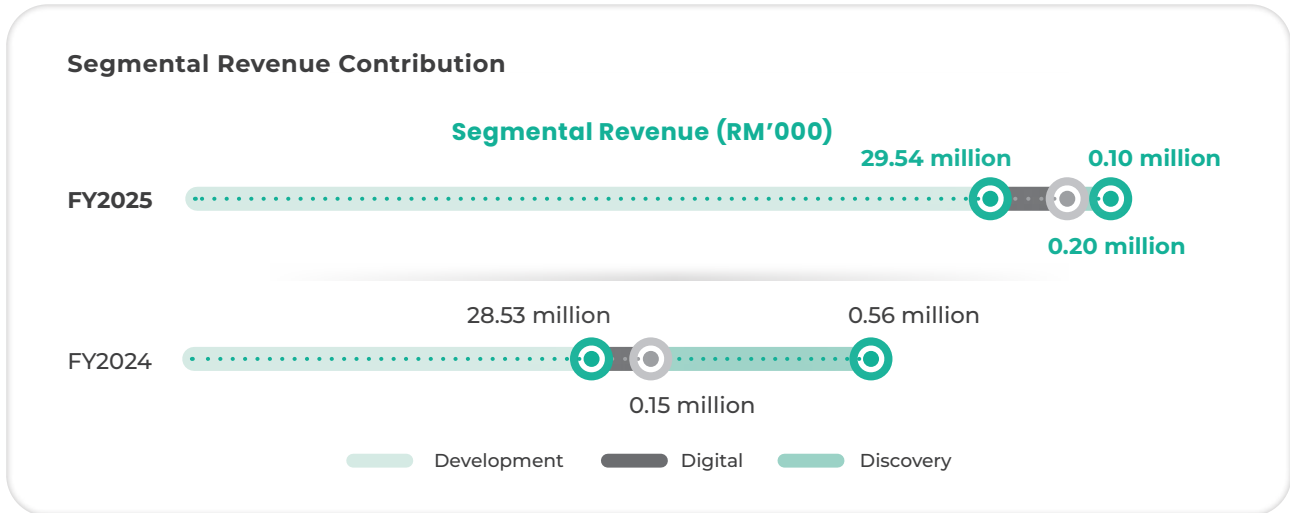 Segmental Revenue Contribution
Segmental Revenue (RM’000)
29.54 million 0.10 million
FY2025
0.20 million
28.53 million 0.56 million
FY2024
0.15 million
Development Digital Discovery